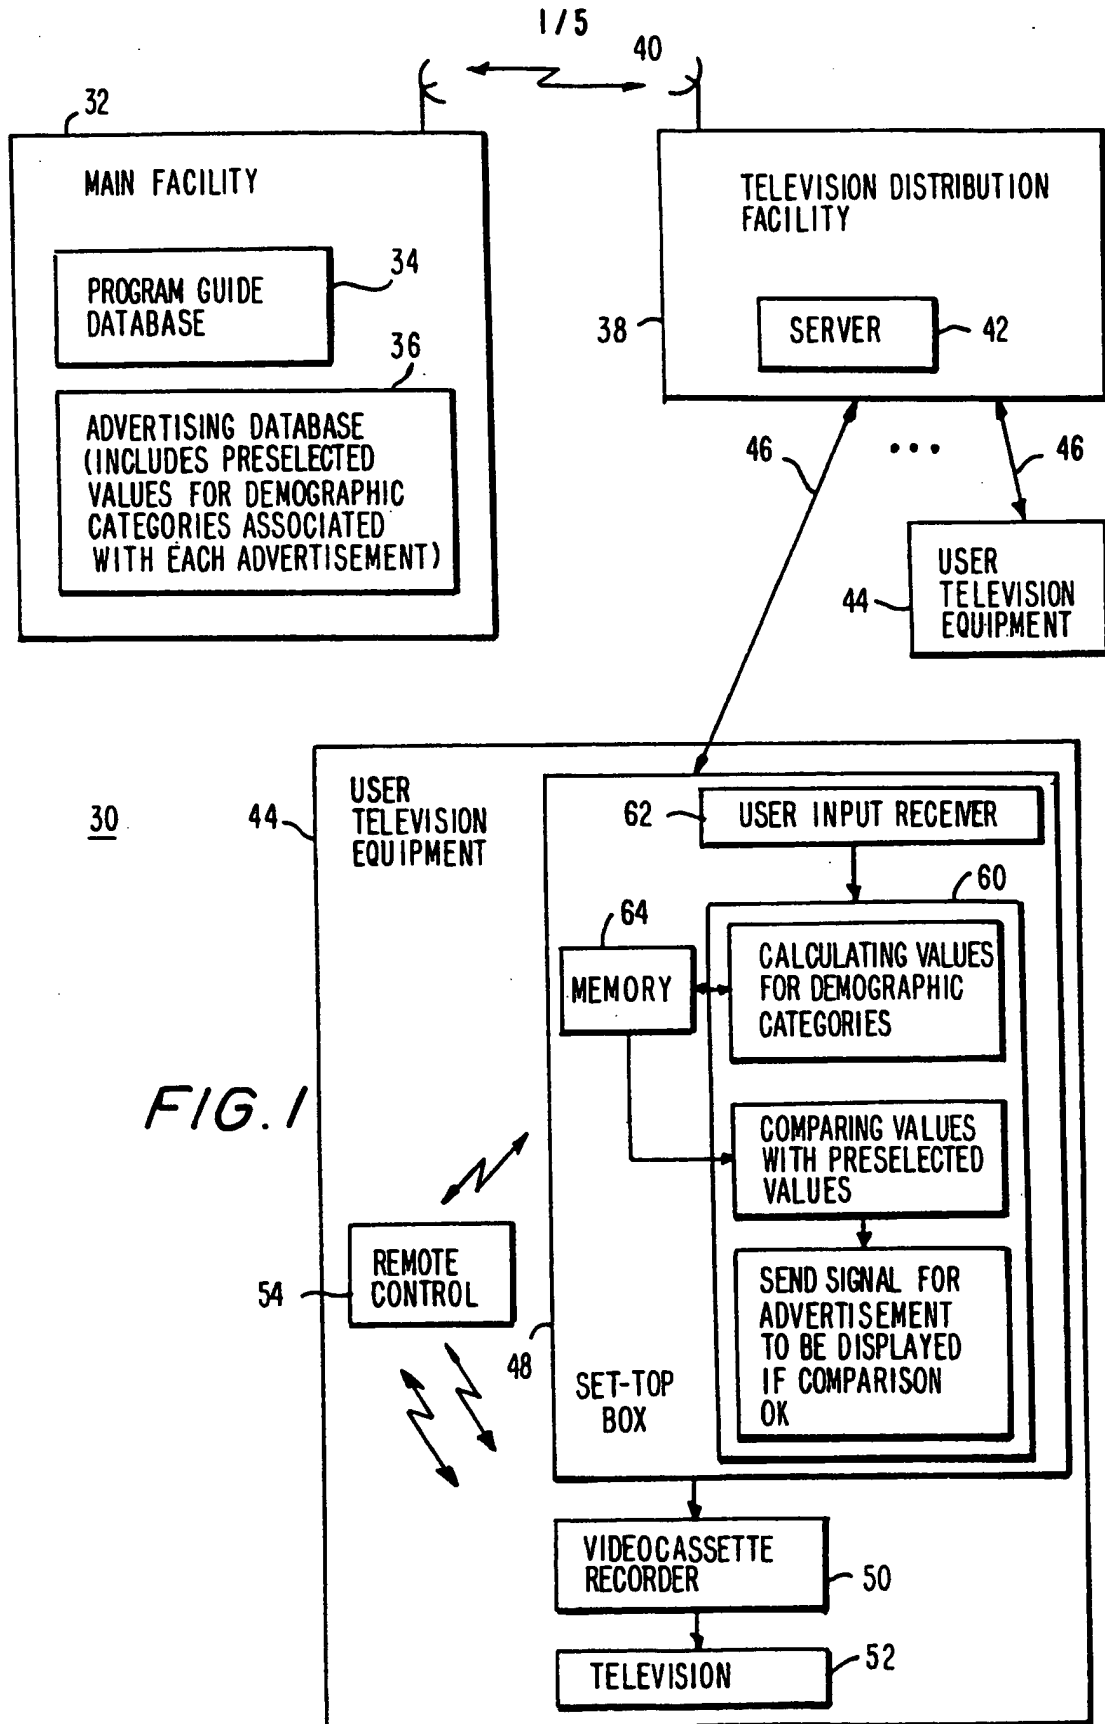 1/5
40
32
MAIN FACILITY
34
PROGRAM GUIDE
DATABASE
36
ADVERTISING DATABASE
(INCLUDES PRESELECTED
VALUES FOR DEMOGRAPHIC
CATEGORIES ASSOCIATED
WITH EACH ADVERTISEMENT)
TELEVISION DISTRIBUTION
FACILITY
38
SERVER
42
46
46
44
USER
TELEVISION
EQUIPMENT
30
44
USER
TELEVISION
EQUIPMENT
62
USER INPUT RECEIVER
60
64
MEMORY
CALCULATING VALUES
FOR DEMOGRAPHIC
CATEGORIES
FIG. 1
COMPARING VALUES
WITH PRESELECTED
VALUES
54
REMOTE
CONTROL
SEND SIGNAL FOR
ADVERTISEMENT
TO BE DISPLAYED
IF COMPARISON
OK
48
SET-TOP
BOX
VIDEOCASSETTE
RECORDER
50
TELEVISION
52